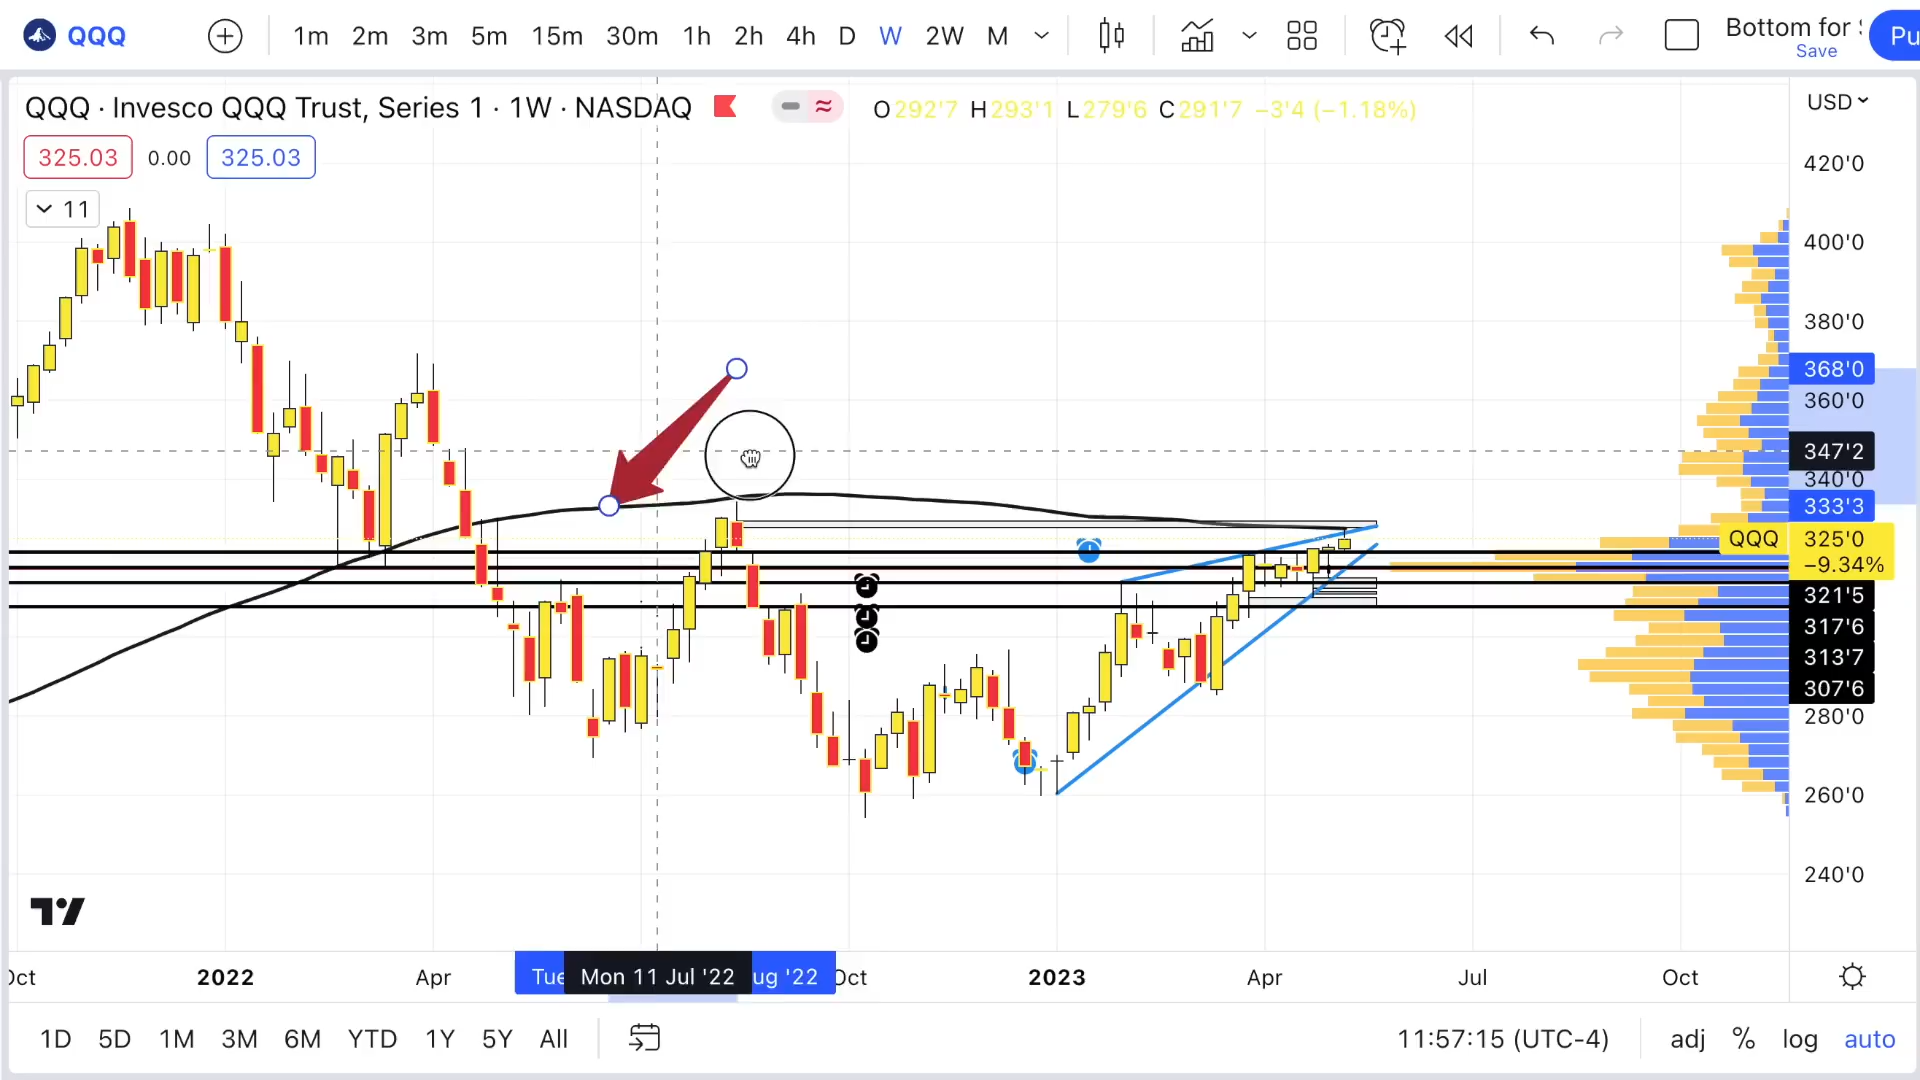 QQQ 1m 2m 3m 5m 15m 30m 1h 2h 4h D W 2W M Bottom for Pu
Save
QQQ · Invesco QQQ Trust, Series 1 · 1W · NASDAQ O292'7 H293'1 L279'6 C291'7 −3'4 (−1.18%) USD
325.03 0.00 325.03
11
420'0
400'0
380'0
368'0
360'0
347'2
340'0
333'3
QQQ 325'0
−9.34%
321'5
317'6
313'7
307'6
280'0
260'0
240'0
Oct 2022 Apr Tue Mon 11 Jul '22 ug '22 Oct 2023 Apr Jul Oct
1D 5D 1M 3M 6M YTD 1Y 5Y All 11:57:15 (UTC-4) adj % log auto